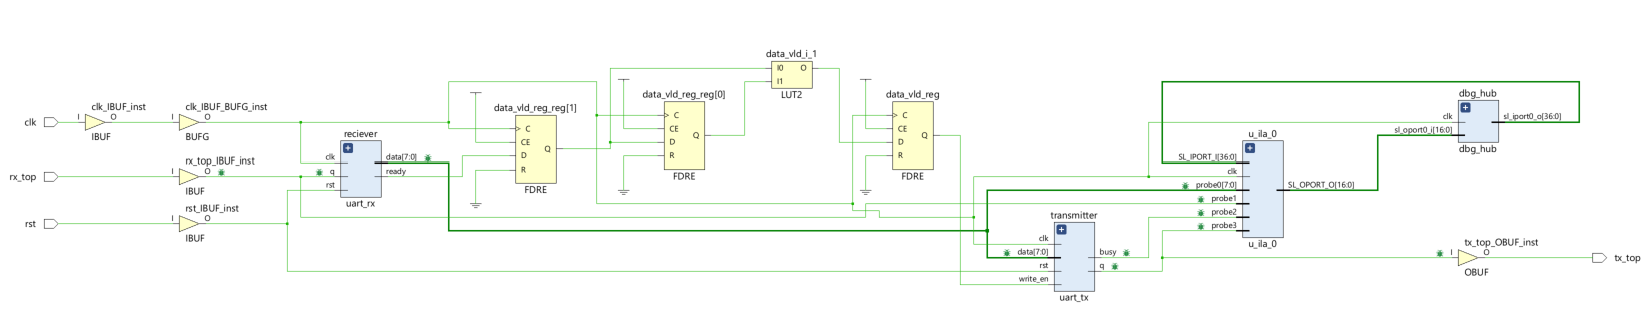 clk
clk_IBUF_inst
I
O
IBUF
clk_IBUF_BUFG_inst
I
O
BUFG
rx_top
rx_top_IBUF_inst
I
O
IBUF
rst
rst_IBUF_inst
I
O
IBUF
reciever
clk
q
rst
data[7:0]
ready
uart_rx
data_vld_reg_reg[1]
C
CE
D
R
Q
FDRE
data_vld_reg_reg[0]
C
CE
D
R
Q
FDRE
data_vld_i_1
I0
I1
O
LUT2
data_vld_reg
C
CE
D
R
Q
FDRE
transmitter
clk
data[7:0]
rst
write_en
busy
q
uart_tx
u_ila_0
SL_IPORT_I[36:0]
clk
probe0[7:0]
probe1
probe2
probe3
SL_OPORT_O[16:0]
u_ila_0
dbg_hub
clk
sl_oport0_i[16:0]
sl_iport0_o[36:0]
dbg_hub
tx_top_OBUF_inst
I
O
OBUF
tx_top